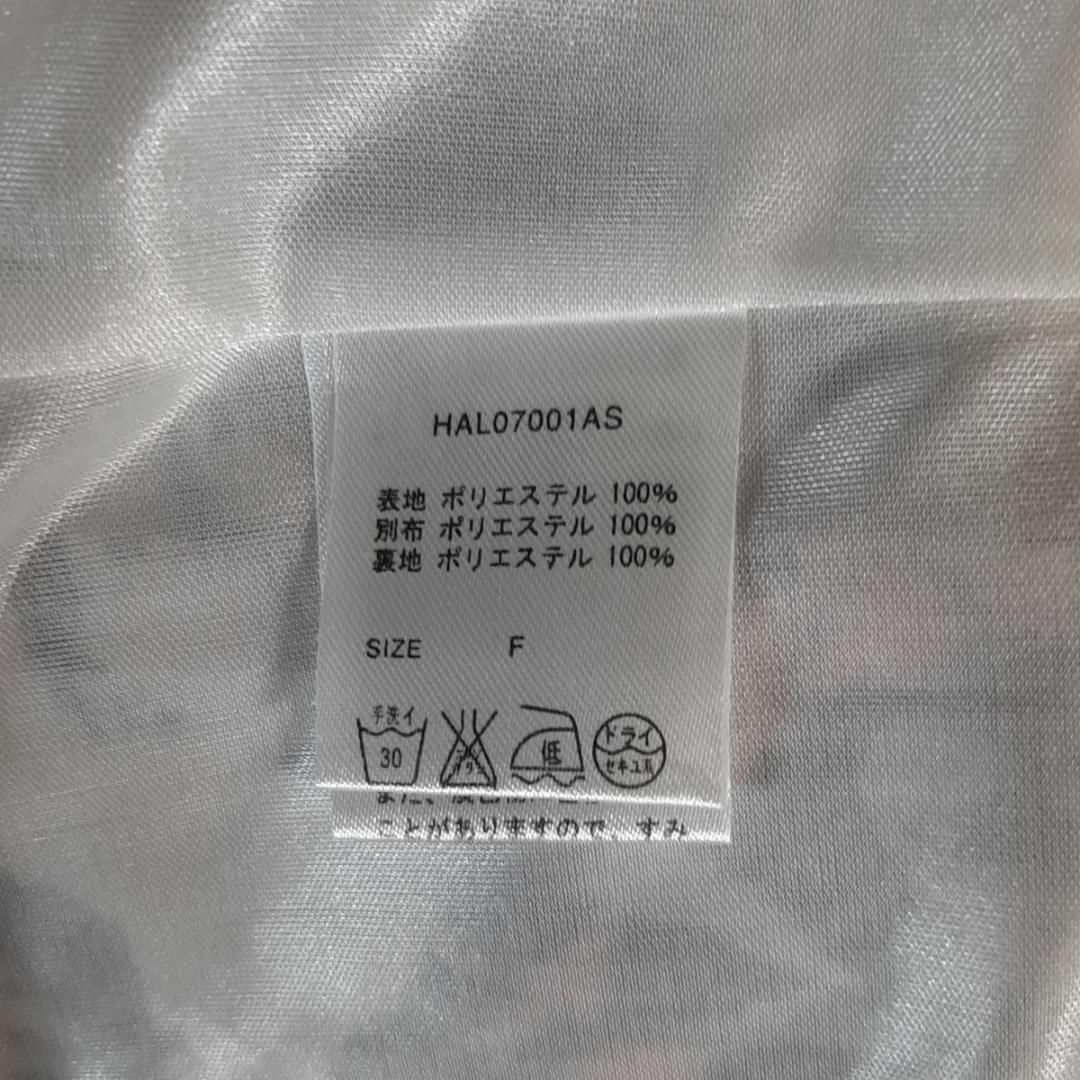 HAL07001AS
表地 ポリエステル 100%
別布 ポリエステル 100%
裏地 ポリエステル 100%
SIZE F
手洗イ
30
低
ドライ
セキユ系
ことがありますので、すみ